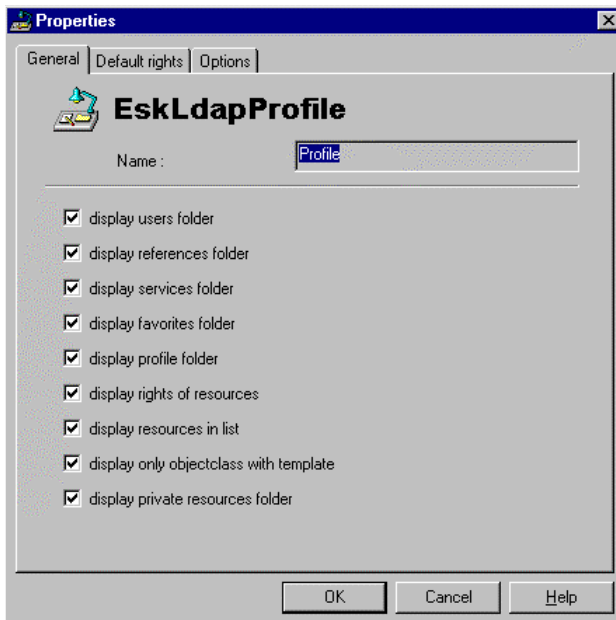 Properties
General Default rights Options
EskLdapProfile
Name : Profile
display users folder
display references folder
display services folder
display favorites folder
display profile folder
display rights of resources
display resources in list
display only objectclass with template
display private resources folder
OK Cancel Help